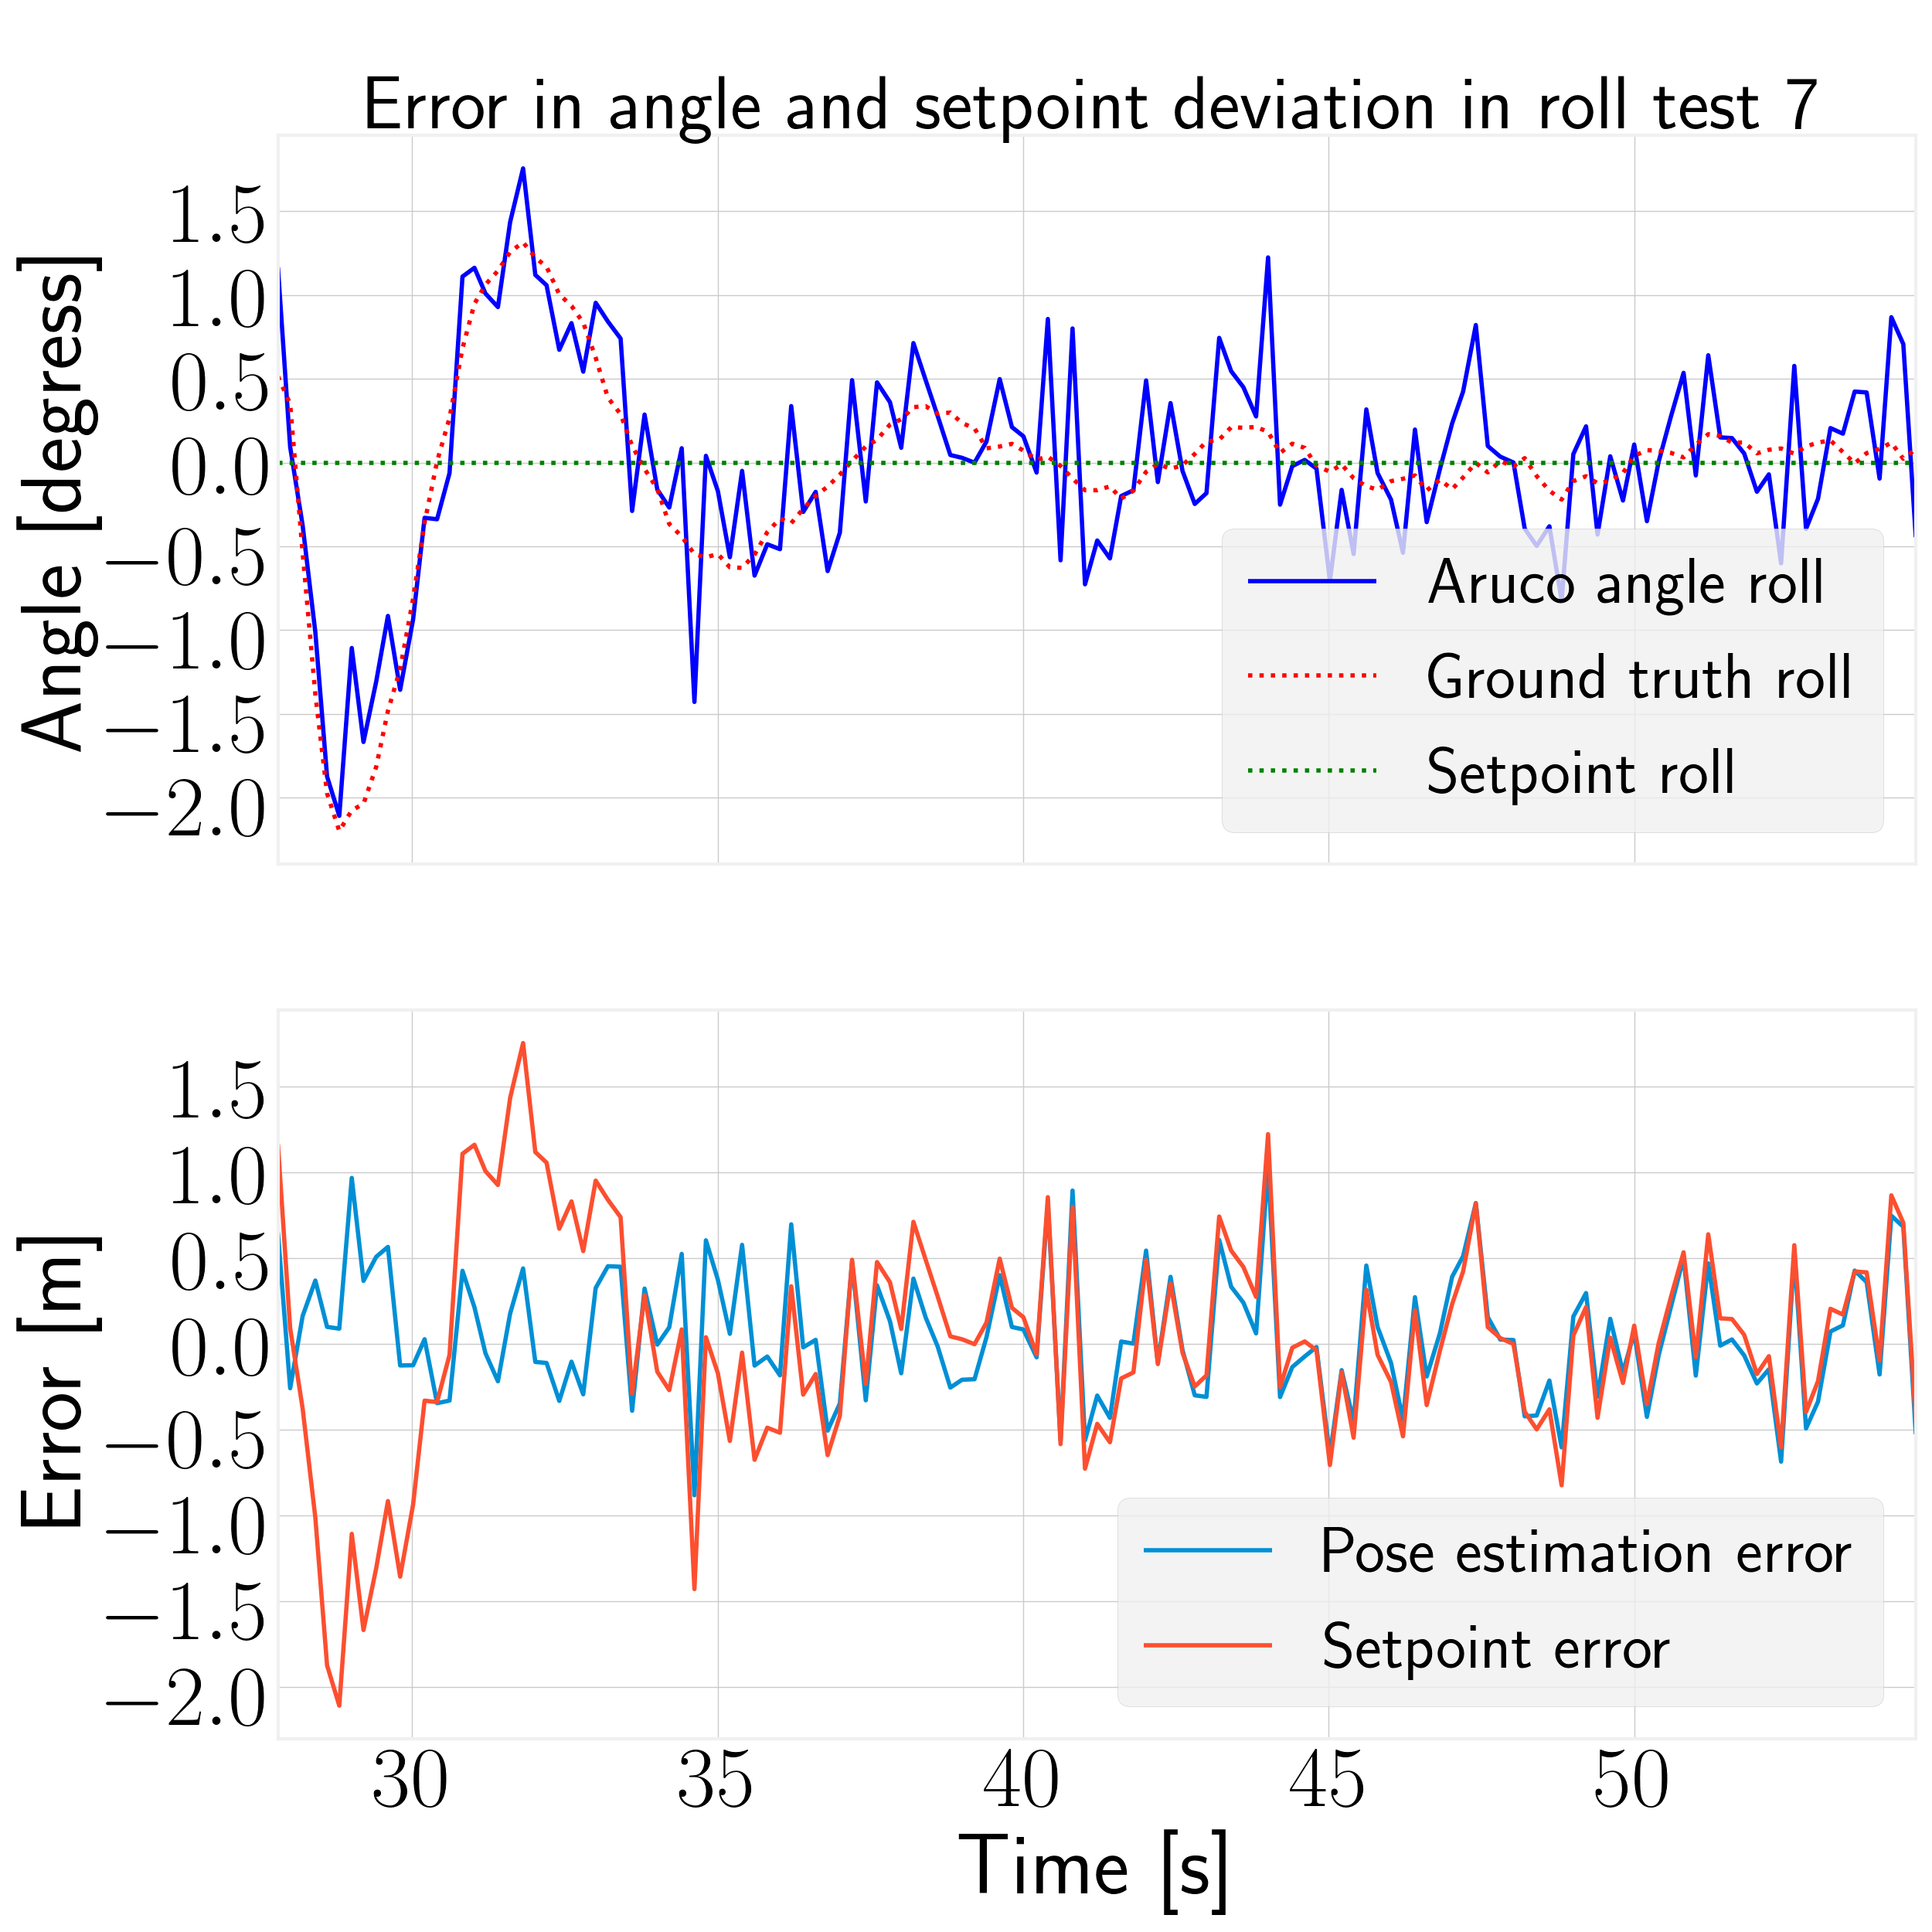 Error in angle and setpoint deviation in roll test 7
Angle [degress]
1.5
1.0
0.5
0.0
−0.5
−1.0
−1.5
−2.0
Aruco angle roll
Ground truth roll
Setpoint roll
Error [m]
1.5
1.0
0.5
0.0
−0.5
−1.0
−1.5
−2.0
Pose estimation error
Setpoint error
30 35 40 45 50
Time [s]